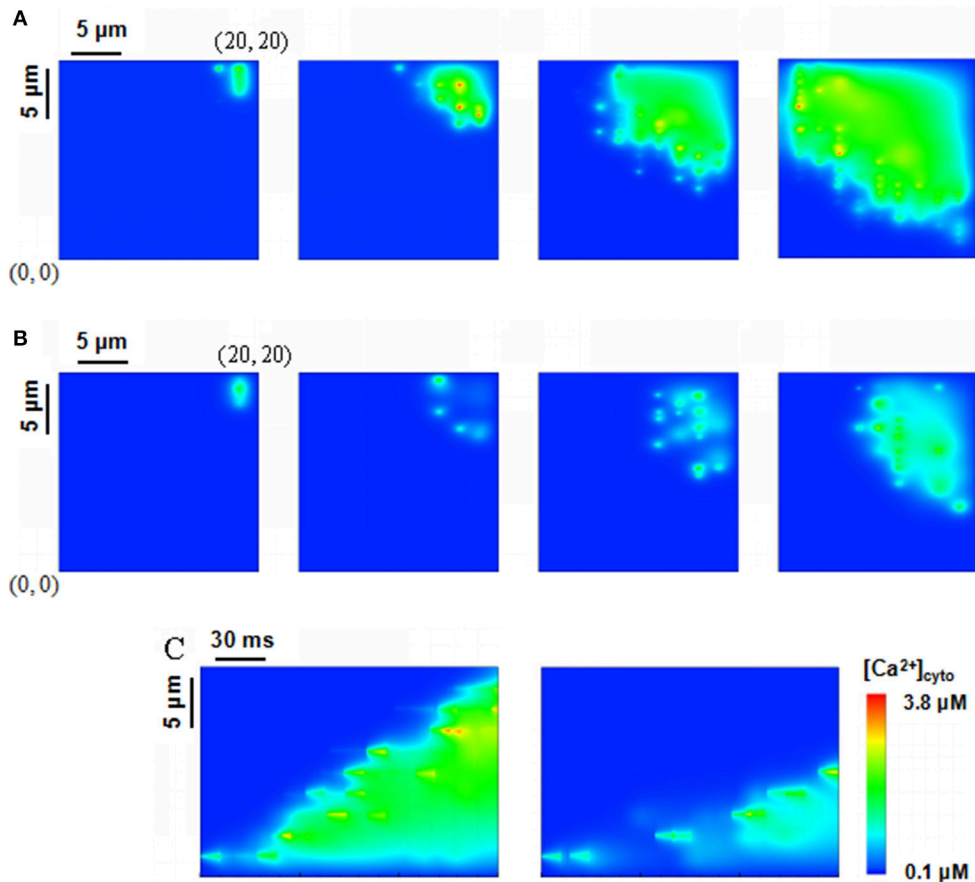 A
5 µm
(20, 20)
5 µm
(0, 0)
B
5 µm
(20, 20)
5 µm
(0, 0)
C
30 ms
5 µm
[Ca²⁺]cyto
3.8 µM
0.1 µM